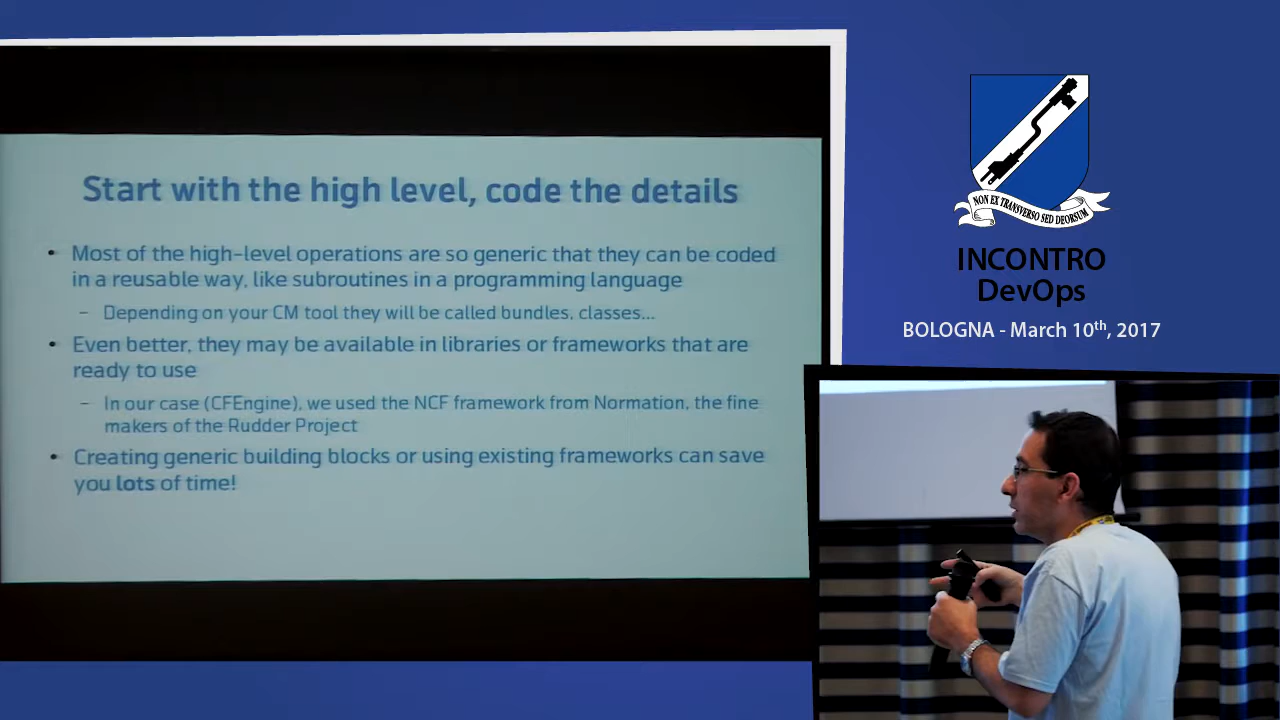 Start with the high level, code the details
• Most of the high-level operations are so generic that they can be coded
in a reusable way, like subroutines in a programming language
– Depending on your CM tool they will be called bundles, classes...
• Even better, they may be available in libraries or frameworks that are
ready to use
– In our case (CFEngine), we used the NCF framework from Normation, the fine
makers of the Rudder Project
• Creating generic building blocks or using existing frameworks can save
you lots of time!
NON EX TRANSVERSO SED DEORSUM
INCONTRO
DevOps
BOLOGNA - March 10th, 2017